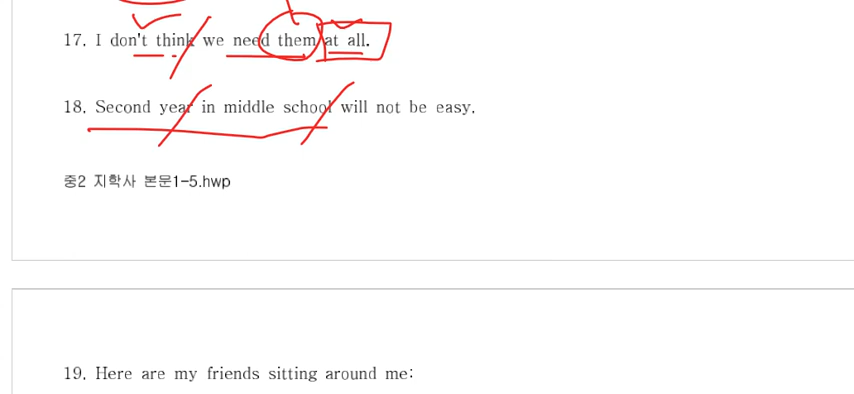 17. I don't think we need them at all.
18. Second year in middle school will not be easy.
중2 지학사 본문1-5.hwp
19. Here are my friends sitting around me: